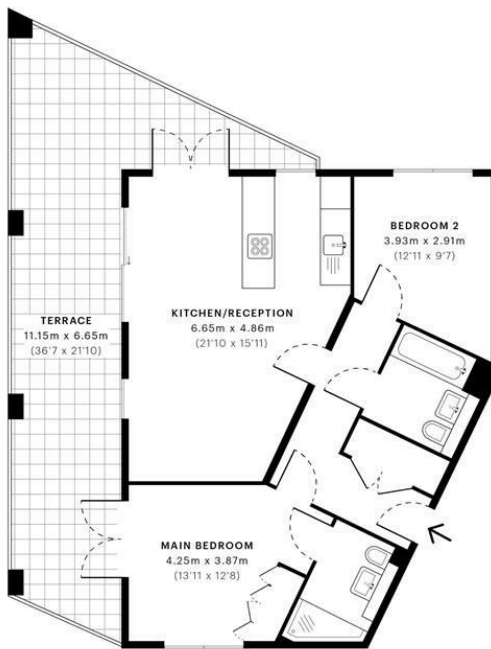 BEDROOM 2
3.93m x 2.91m
(12'11 x 9'7)
KITCHEN/RECEPTION
6.65m x 4.86m
(21'10 x 15'11)
TERRACE
11.15m x 6.65m
(36'7 x 21'10)
MAIN BEDROOM
4.25m x 3.87m
(13'11 x 12'8)